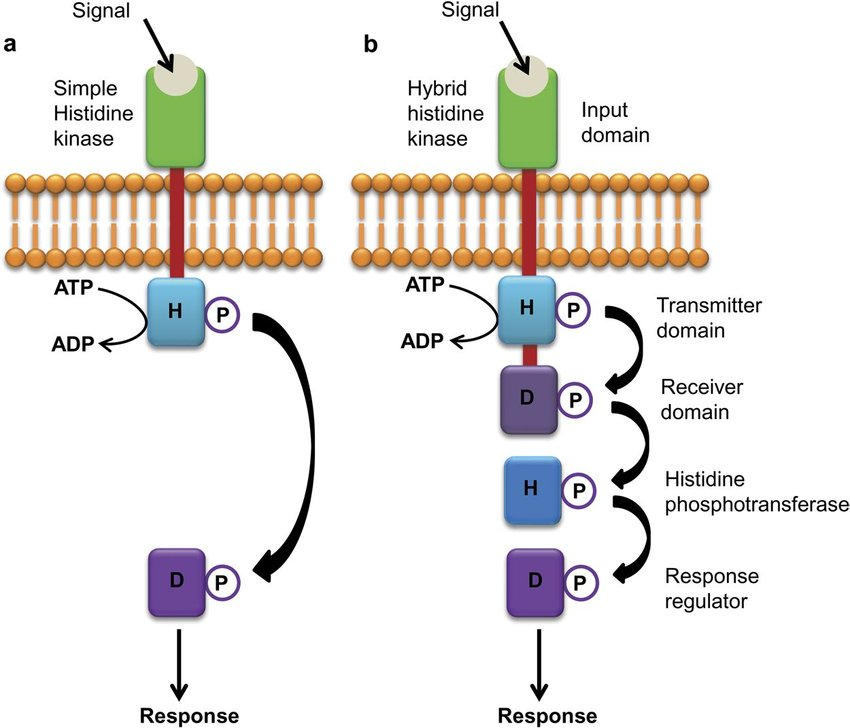 a
Signal
Simple
Histidine
kinase
ATP
ADP
H
P
D
P
Response
b
Signal
Hybrid
histidine
kinase
Input
domain
ATP
ADP
H
P
Transmitter
domain
D
P
Receiver
domain
H
P
Histidine
phosphotransferase
D
P
Response
regulator
Response